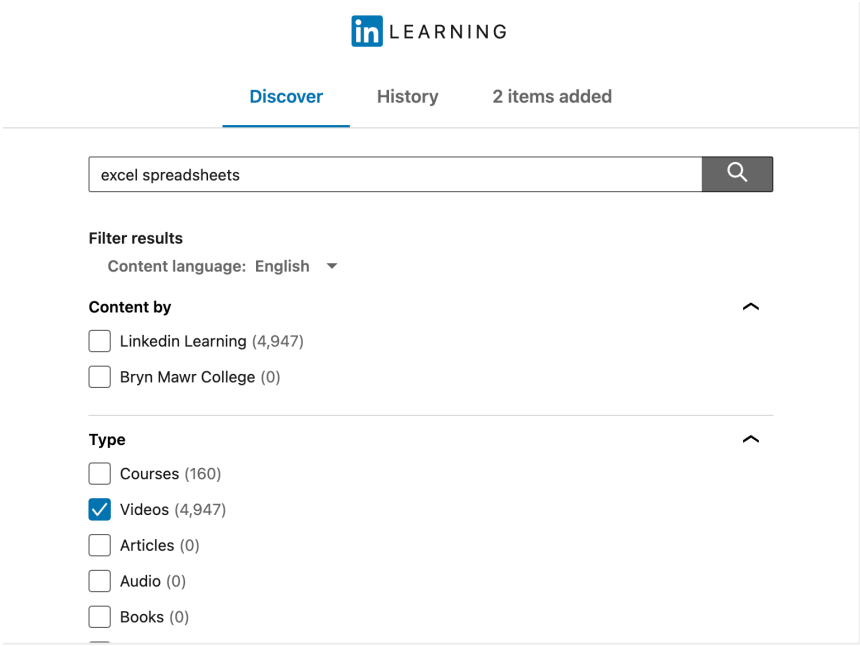 in LEARNING
Discover History 2 items added
excel spreadsheets
Filter results
Content language: English
Content by
Linkedin Learning (4,947)
Bryn Mawr College (0)
Type
Courses (160)
Videos (4,947)
Articles (0)
Audio (0)
Books (0)